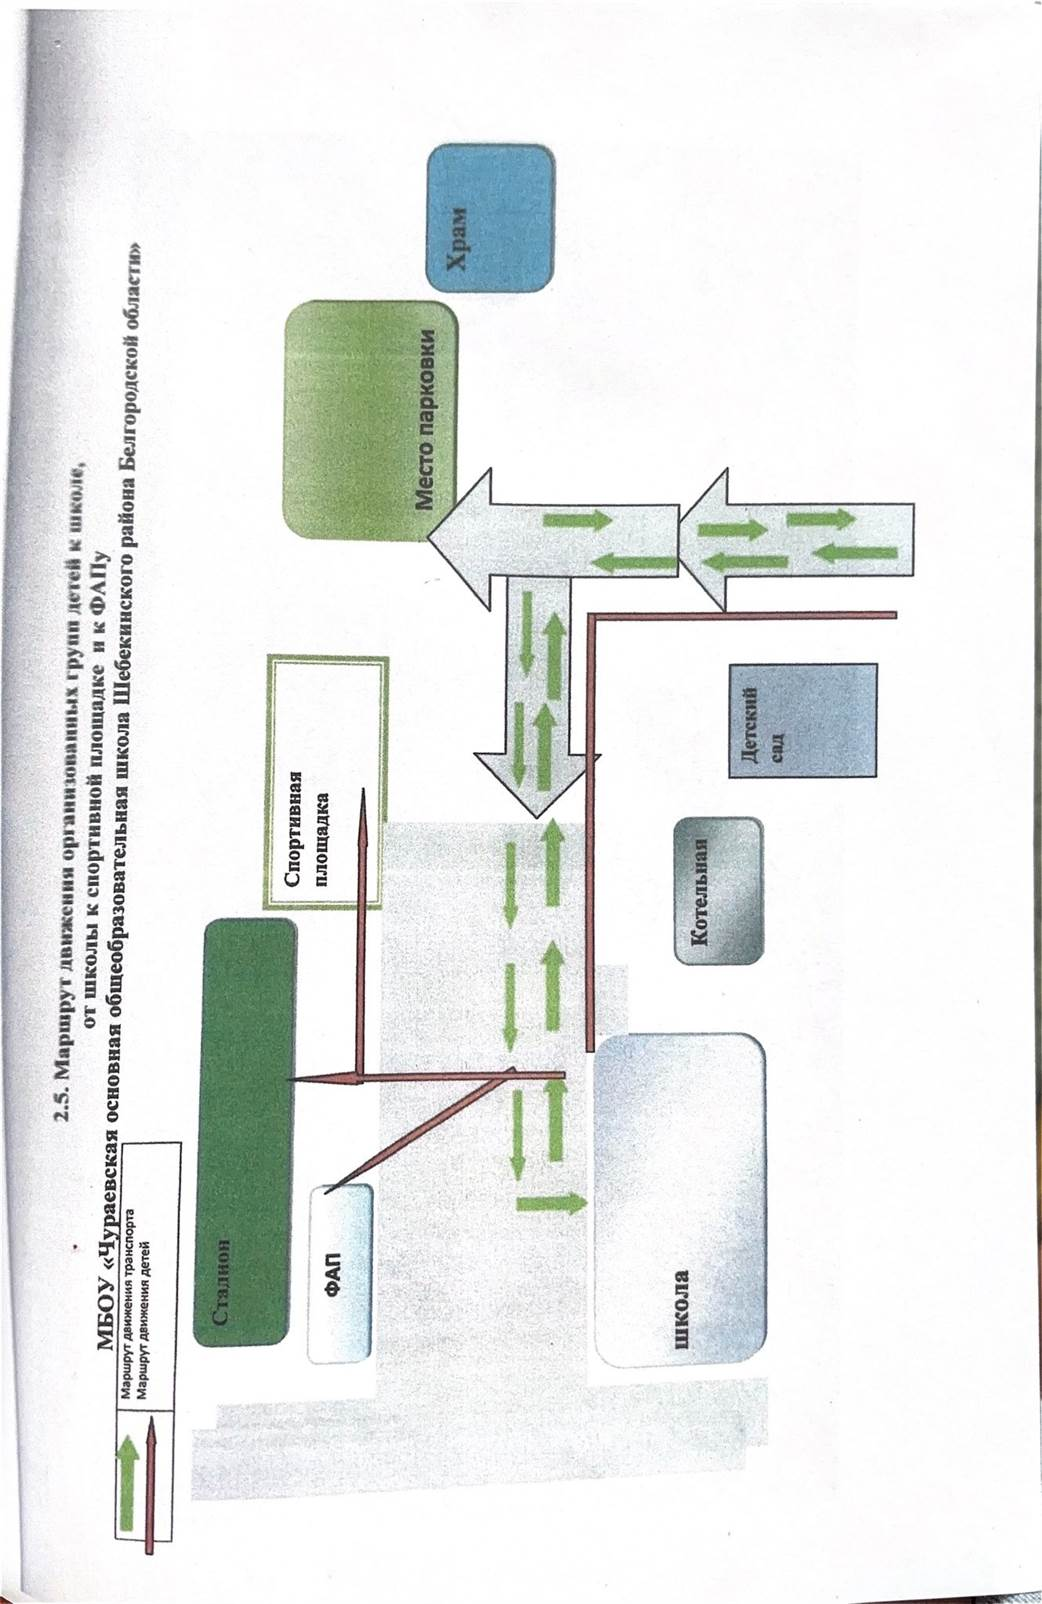 2.5. Маршрут движения организованных групп детей к школе,
от школы к спортивной площадке и к ФАПу
МБОУ «Чураевская основная общеобразовательная школа Шебекинского района Белгородской области»
Маршрут движения транспорта
Маршрут движения детей
Стадион
ФАП
Спортивная
площадка
Место парковки
Храм
школа
Котельная
Детский
сад